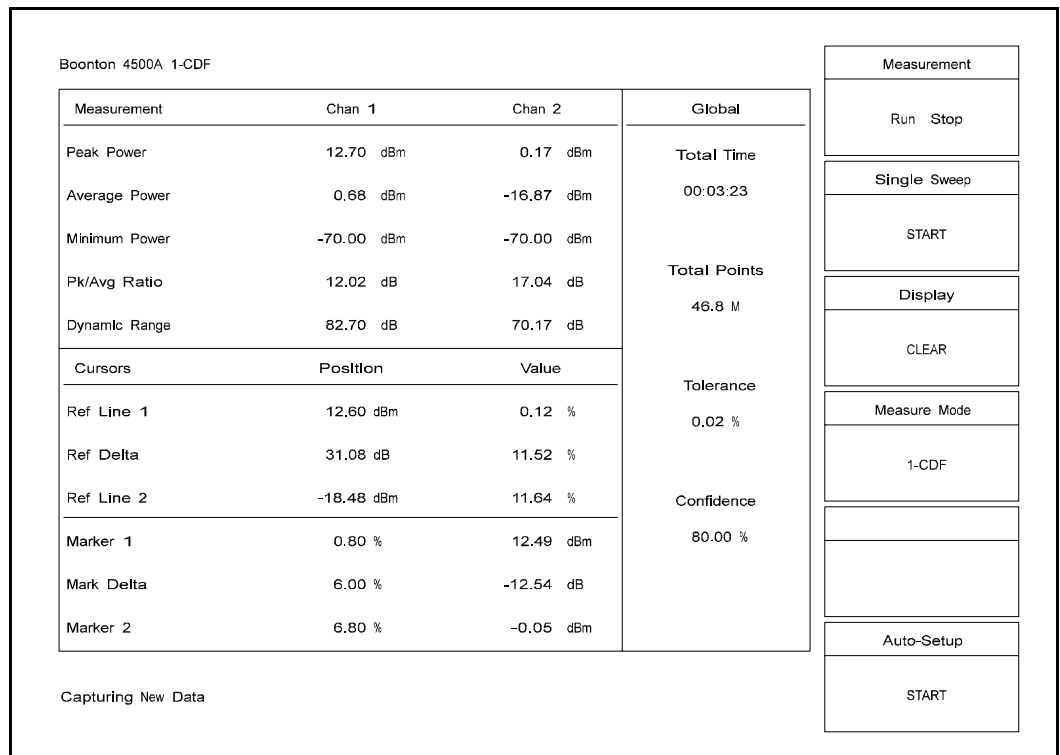 Boonton 4500A 1-CDF
Measurement Chan 1 Chan 2
Peak Power 12.70 dBm 0.17 dBm
Average Power 0.68 dBm -16.87 dBm
Minimum Power -70.00 dBm -70.00 dBm
Pk/Avg Ratio 12.02 dB 17.04 dB
Dynamic Range 82.70 dB 70.17 dB
Cursors Position Value
Ref Line 1 12.60 dBm 0.12 %
Ref Delta 31.08 dB 11.52 %
Ref Line 2 -18.48 dBm 11.64 %
Marker 1 0.80 % 12.49 dBm
Mark Delta 6.00 % -12.54 dB
Marker 2 6.80 % -0.05 dBm
Global
Total Time
00:03:23
Total Points
46.8 M
Tolerance
0.02 %
Confidence
80.00 %
Measurement
Run Stop
Single Sweep
START
Display
CLEAR
Measure Mode
1-CDF
Auto-Setup
START
Capturing New Data